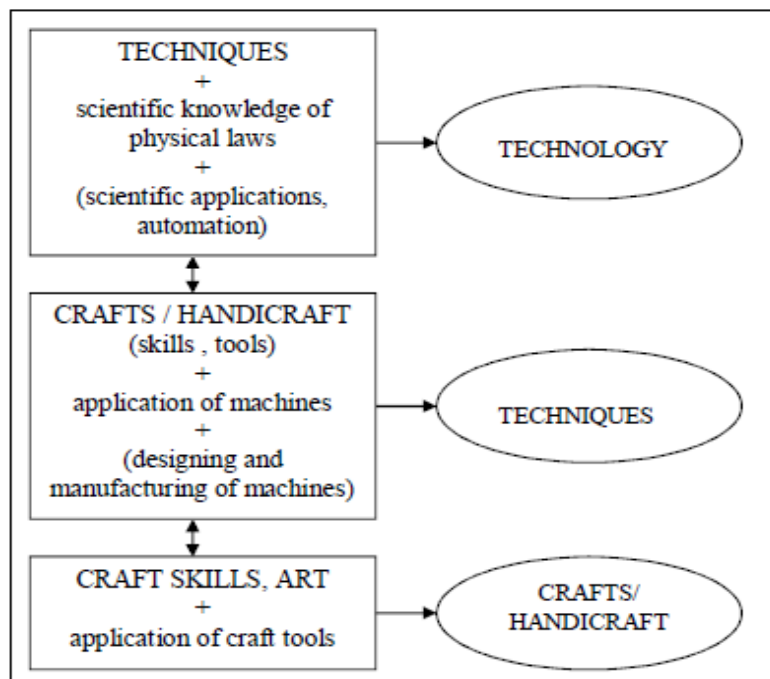 TECHNIQUES
+
scientific knowledge of
physical laws
+
(scientific applications,
automation)
TECHNOLOGY
CRAFTS / HANDICRAFT
(skills , tools)
+
application of machines
+
(designing and
manufacturing of machines)
TECHNIQUES
CRAFT SKILLS, ART
+
application of craft tools
CRAFTS/
HANDICRAFT